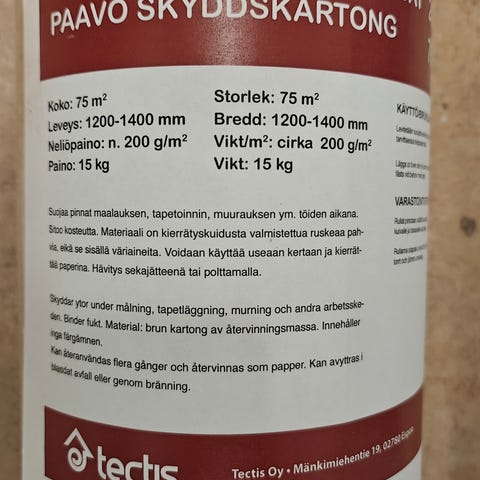 PAAVO SKYDDSKARTONG
Koko: 75 m²
Leveys: 1200-1400 mm
Neliöpaino: n. 200 g/m²
Paino: 15 kg
Storlek: 75 m²
Bredd: 1200-1400 mm
Vikt/m²: cirka 200 g/m²
Vikt: 15 kg
Suojaa pinnat maalauksen, tapetoinnin, muurauksen ym. töiden aikana.
Sitoo kosteutta. Materiaali on kierrätyskuidusta valmistettua ruskeaa pah-
via, eikä se sisällä väriaineita. Voidaan käyttää useaan kertaan ja kierrät-
tää paperina. Hävitys sekajätteenä tai polttamalla.
Skyddar ytor under målning, tapetläggning, murning och andra arbetsske-
den. Binder fukt. Material: brun kartong av återvinningsmassa. Innehåller
inga färgämnen.
Kan återanvändas flera gånger och återvinnas som papper. Kan avyttras i
blasdat avfall eller genom bränning.
tectis
Tectis Oy • Mänkimiehentie 19, 02780 Espoo